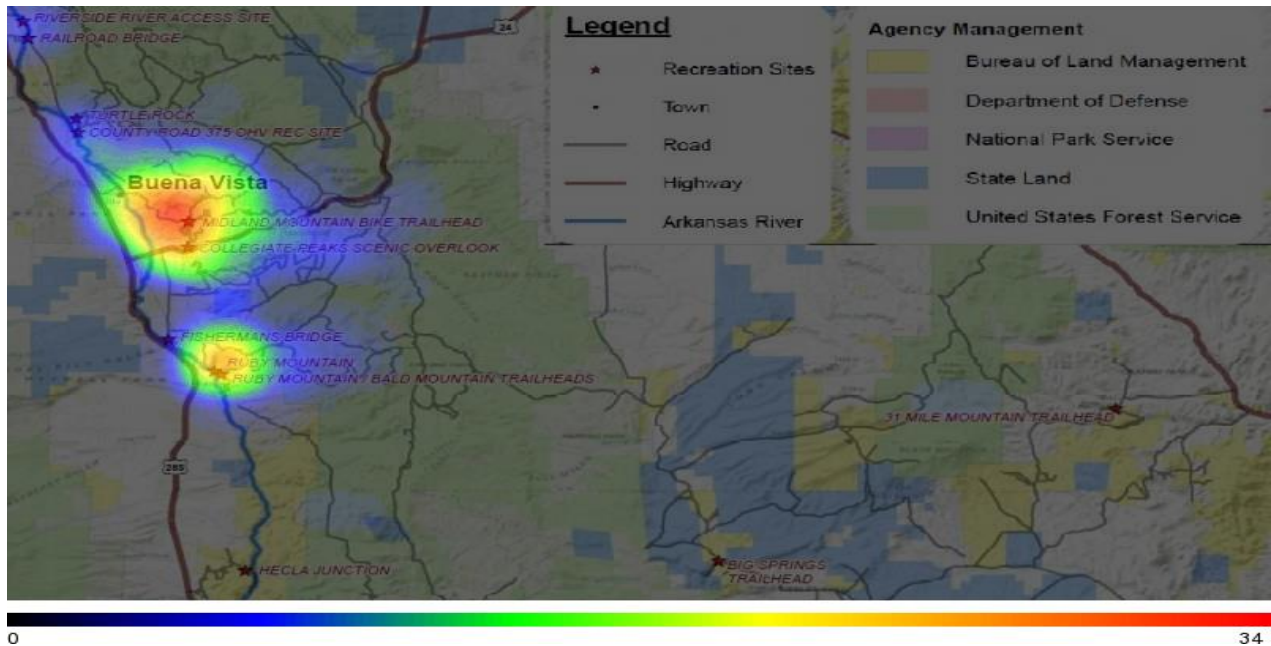 RIVERSIDE RIVER ACCESS SITE
RAILROAD BRIDGE
24
Legend
Recreation Sites
Town
Road
Highway
Arkansas River
Agency Management
Bureau of Land Management
Department of Defense
National Park Service
State Land
United States Forest Service
TURTLE ROCK
COUNTY ROAD 375 OHV REC SITE
Buena Vista
MIDLAND MOUNTAIN BIKE TRAILHEAD
COLLEGIATE PEAKS SCENIC OVERLOOK
FISHERMANS BRIDGE
RUBY MOUNTAIN
RUBY MOUNTAIN / BALD MOUNTAIN TRAILHEADS
31 MILE MOUNTAIN TRAILHEAD
285
HECLA JUNCTION
BIG SPRINGS
TRAILHEAD
0
34